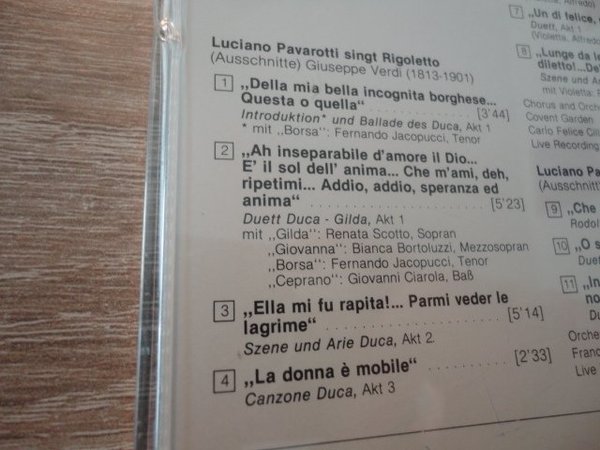 Luciano Pavarotti singt Rigoletto
(Ausschnitte) Giuseppe Verdi (1813-1901)
1 „Della mia bella incognita borghese...
Questa o quella“ [3'44]
Introduktion* und Ballade des Duca, Akt 1
* mit „Borsa“: Fernando Jacopucci, Tenor
2 „Ah inseparabile d'amore il Dio...
E' il sol dell' anima... Che m'ami, deh,
ripetimi... Addio, addio, speranza ed
anima“ [5'23]
Duett Duca - Gilda, Akt 1
mit „Gilda“: Renata Scotto, Sopran
„Giovanna“: Bianca Bortoluzzi, Mezzosopran
„Borsa“: Fernando Jacopucci, Tenor
„Ceprano“: Giovanni Ciarola, Baß
3 „Ella mi fu rapita!... Parmi veder le
lagrime“ [5'14]
Szene und Arie Duca, Akt 2.
4 „La donna è mobile“ [2'33]
Canzone Duca, Akt 3
7 „Un di felice,
Duett, Akt 1
(Violetta, Alfredo
8 „Lunge da le
diletto!...De
Szene und Ar
mit Violetta:
Chorus and Orch
Covent Garden
Carlo Felice
Live Recording
Luciano Pa
(Ausschnitt
9 „Che
Rodol
10 „O s
Duet
11 „In
no
Du
Orche
Franc
Live